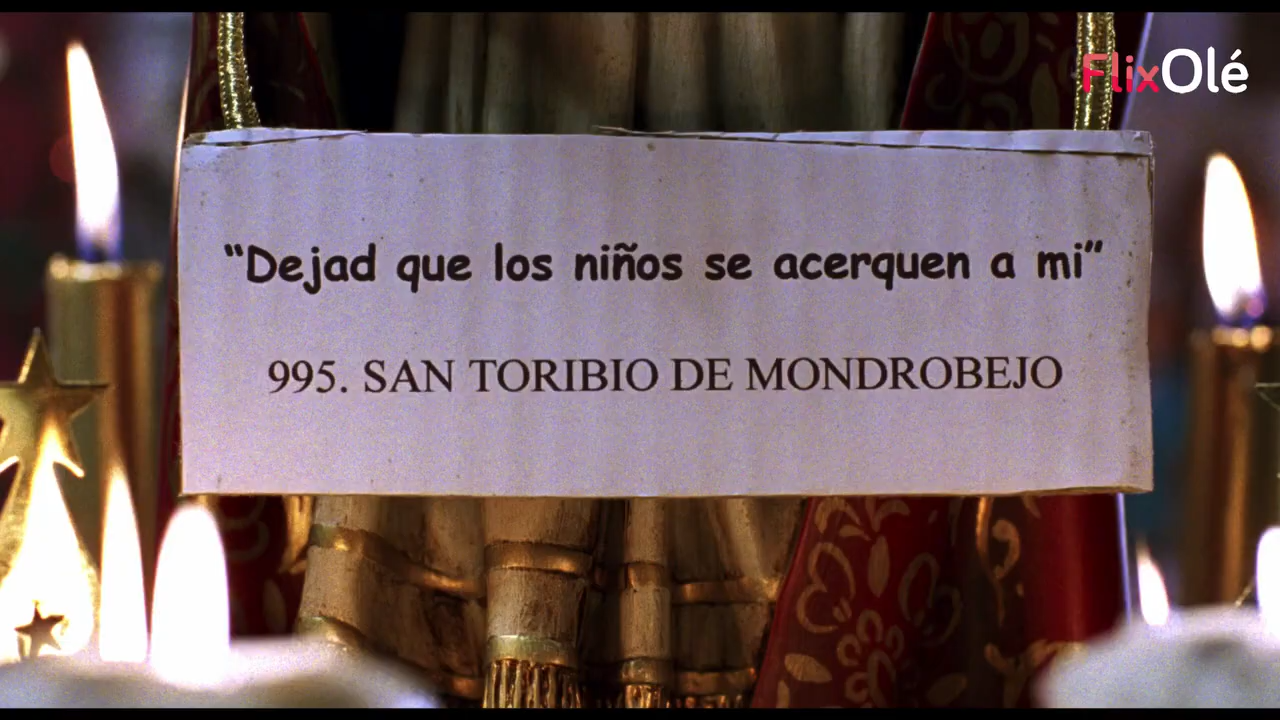 FlixOlé
“Dejad que los niños se acerquen a mi”
995. SAN TORIBIO DE MONDROBEJO